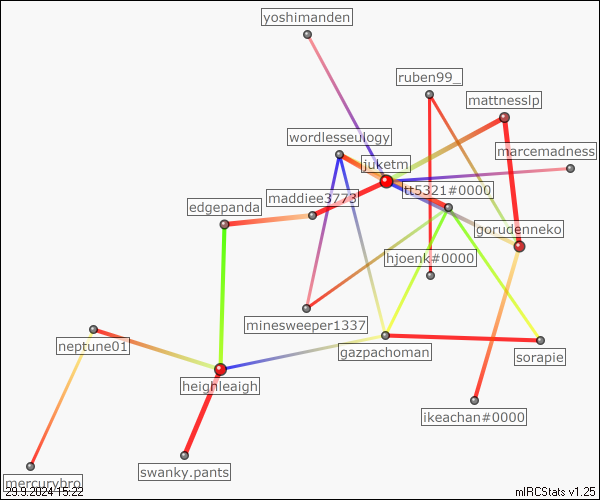 yoshimanden
ruben99_
mattnesslp
wordlesseulogy
marcemadness
juketm
tt5321#0000
maddiee3773
edgepanda
gorudenneko
hjoenk#0000
minesweeper1337
neptune01
gazpachoman
sorapie
heighleaigh
ikeachan#0000
swanky.pants
mercurybro
29.9.2024 15:22
mIRCStats v1.25